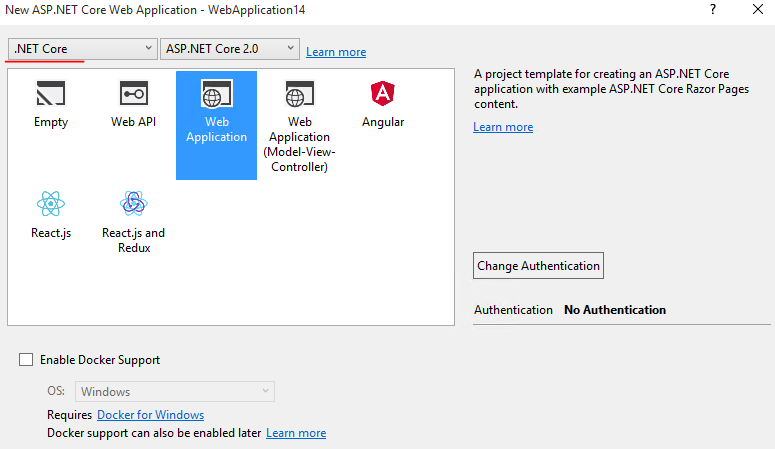 New ASP.NET Core Web Application - WebApplication14
?
.NET Core
ASP.NET Core 2.0
Learn more
Empty
Web API
Web
Application
Web
Application
(Model-View-
Controller)
Angular
React.js
React.js and
Redux
A project template for creating an ASP.NET Core
application with example ASP.NET Core Razor Pages
content.
Learn more
Change Authentication
Authentication No Authentication
Enable Docker Support
OS: Windows
Requires Docker for Windows
Docker support can also be enabled later Learn more